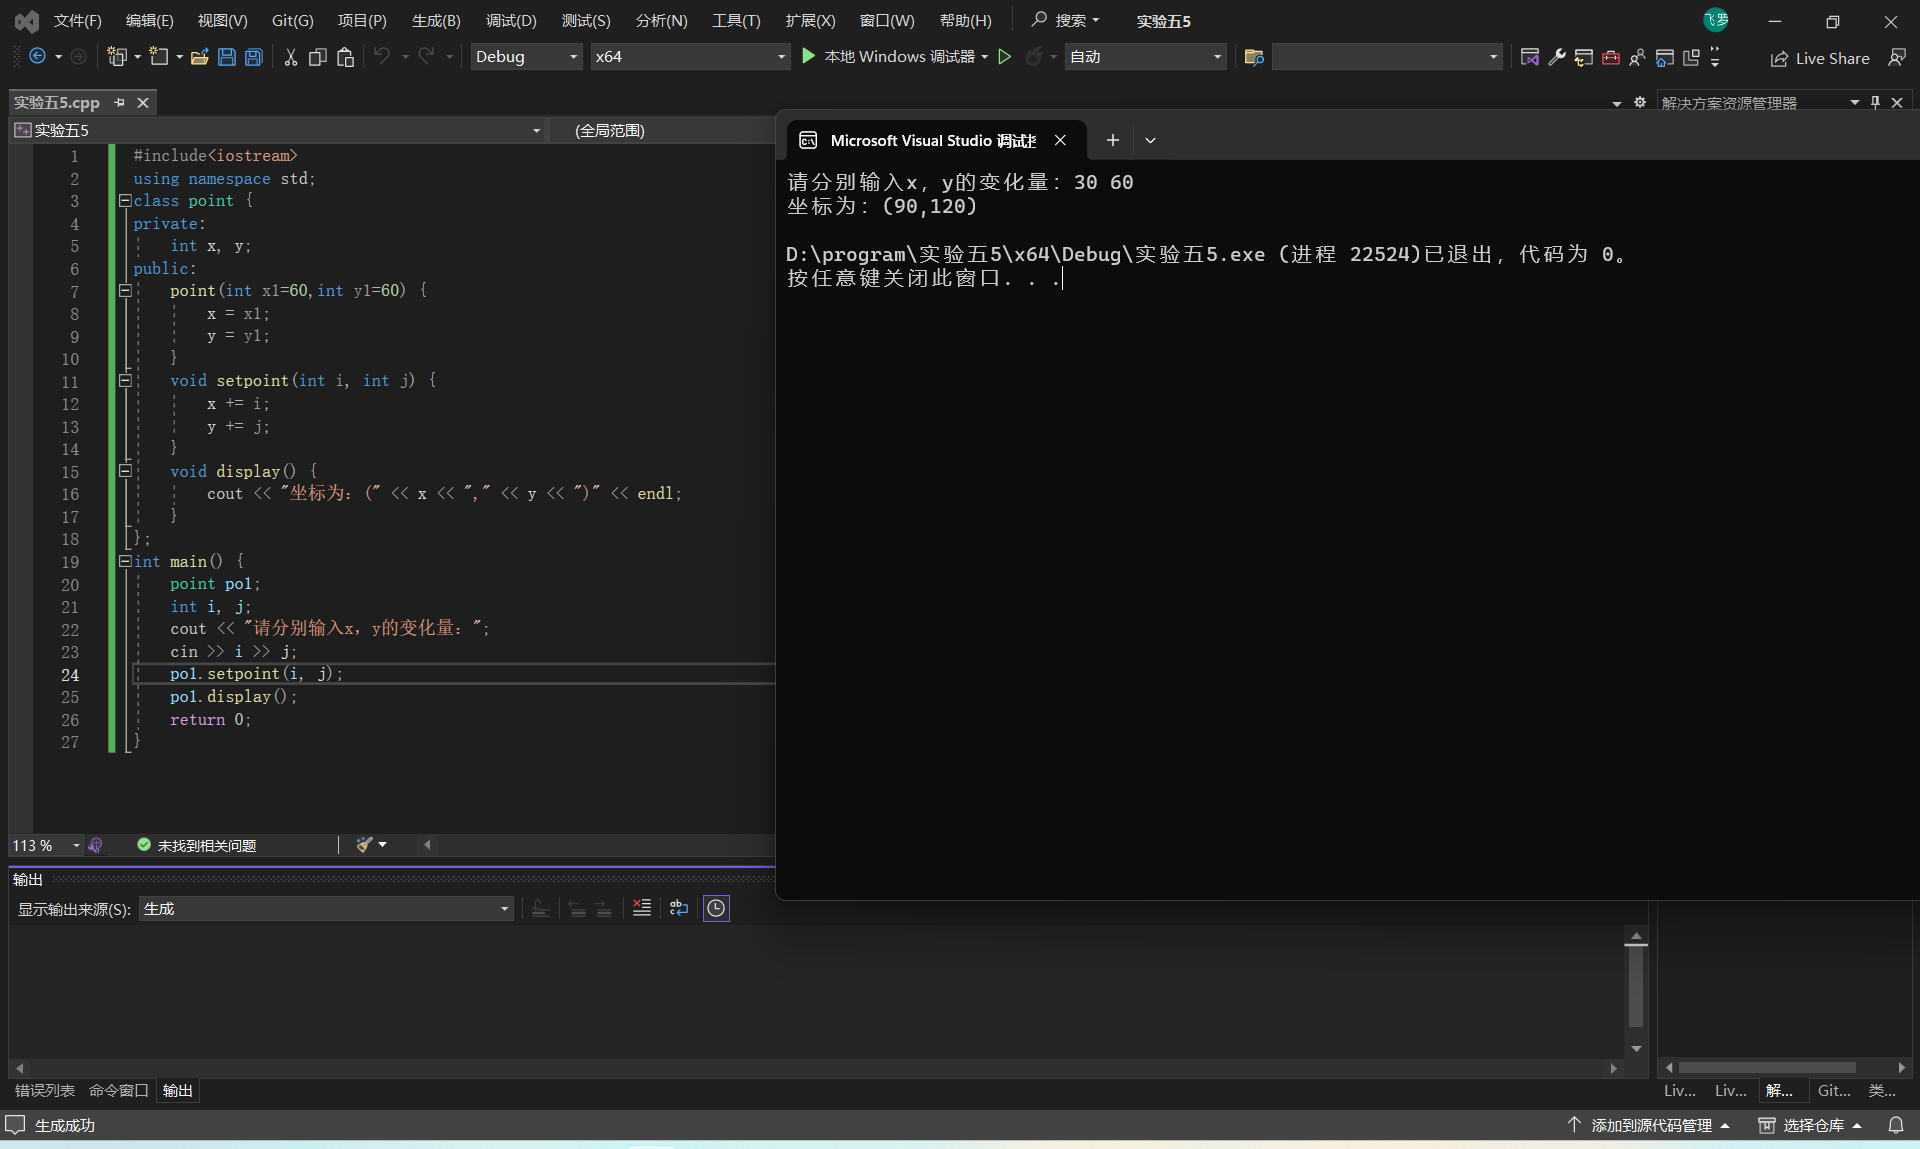 文件(F) 编辑(E) 视图(V) Git(G) 项目(P) 生成(B) 调试(D) 测试(S) 分析(N) 工具(T) 扩展(X) 窗口(W) 帮助(H) 搜索 实验五5 飞罗
Debug x64 本地 Windows 调试器 自动 Live Share
实验五5.cpp 解决方案资源管理器
实验五5 (全局范围)
Microsoft Visual Studio 调试
1 #include<iostream>
2 using namespace std;
3 class point {
4 private:
5 int x, y;
6 public:
7 point(int x1=60,int y1=60) {
8 x = x1;
9 y = y1;
10 }
11 void setpoint(int i, int j) {
12 x += i;
13 y += j;
14 }
15 void display() {
16 cout << "坐标为：(" << x << "," << y << ")" << endl;
17 }
18 };
19 int main() {
20 point po1;
21 int i, j;
22 cout << "请分别输入x，y的变化量：";
23 cin >> i >> j;
24 po1.setpoint(i, j);
25 po1.display();
26 return 0;
27 }
请分别输入x，y的变化量：30 60
坐标为：(90,120)
D:\program\实验五5\x64\Debug\实验五5.exe (进程 22524)已退出，代码为 0。
按任意键关闭此窗口. . .
113 % 未找到相关问题
输出
显示输出来源(S): 生成
错误列表 命令窗口 输出
Liv... Liv... 解... Git... 类...
生成成功 添加到源代码管理 选择仓库